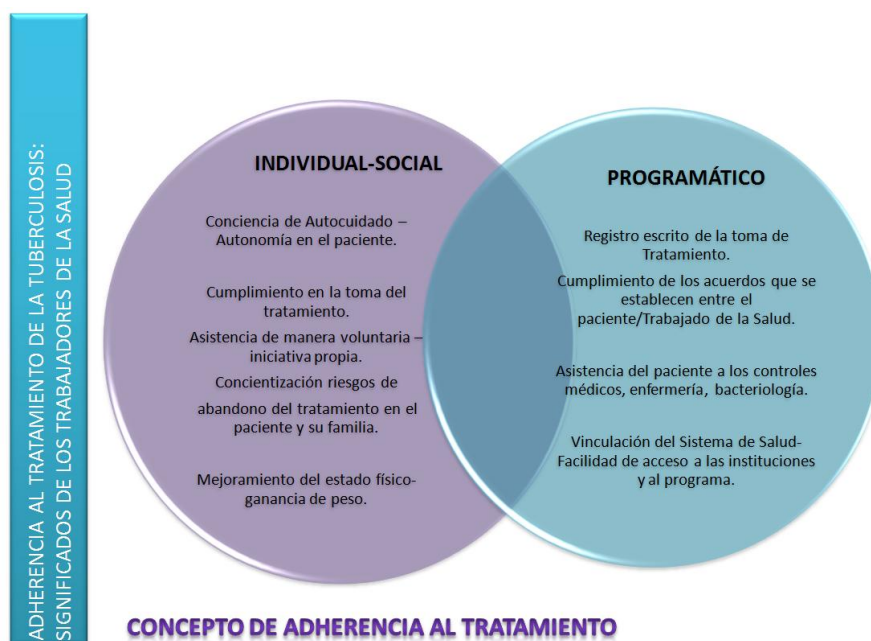 ADHERENCIA AL TRATAMIENTO DE LA TUBERCULOSIS:
SIGNIFICADOS DE LOS TRABAJADORES DE LA SALUD
INDIVIDUAL-SOCIAL
Conciencia de Autocuidado –
Autonomía en el paciente.
Cumplimiento en la toma del
tratamiento.
Asistencia de manera voluntaria –
iniciativa propia.
Concientización riesgos de
abandono del tratamiento en el
paciente y su familia.
Mejoramiento del estado físico-
ganancia de peso.
PROGRAMÁTICO
Registro escrito de la toma de
Tratamiento.
Cumplimiento de los acuerdos que se
establecen entre el
paciente/Trabajado de la Salud.
Asistencia del paciente a los controles
médicos, enfermería, bacteriología.
Vinculación del Sistema de Salud-
Facilidad de acceso a las instituciones
y al programa.
CONCEPTO DE ADHERENCIA AL TRATAMIENTO